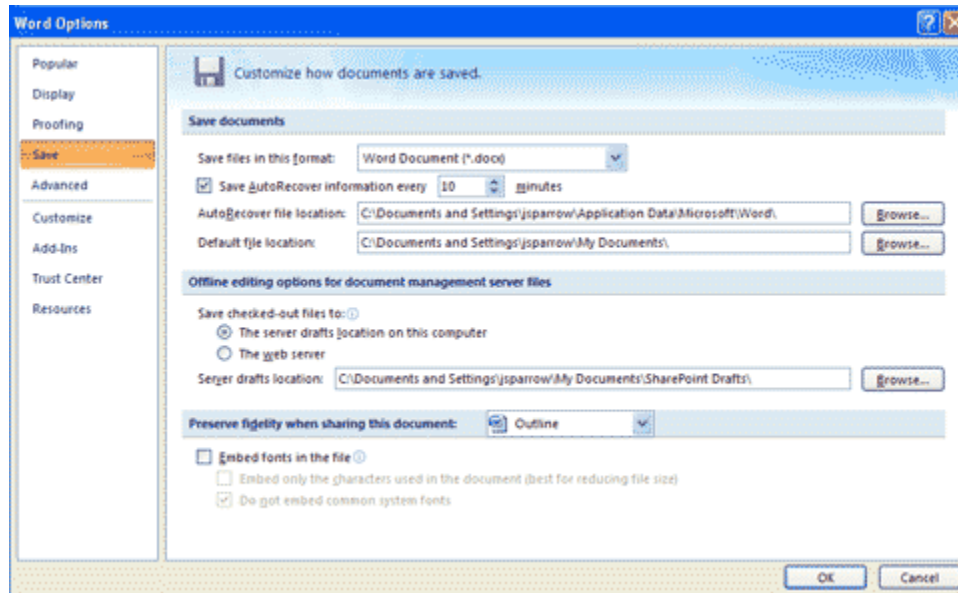 Word Options
Popular
Display
Proofing
Save
Advanced
Customize
Add-Ins
Trust Center
Resources
Customize how documents are saved.
Save documents
Save files in this format: Word Document (*.docx)
Save AutoRecover information every 10 minutes
AutoRecover file location: C:\Documents and Settings\jsparrow\Application Data\Microsoft\Word\ Browse...
Default file location: C:\Documents and Settings\jsparrow\My Documents\ Browse...
Offline editing options for document management server files
Save checked-out files to:
The server drafts location on this computer
The web server
Server drafts location: C:\Documents and Settings\jsparrow\My Documents\SharePoint Drafts\ Browse...
Preserve fidelity when sharing this document: Outline
Embed fonts in the file
Embed only the characters used in the document (best for reducing file size)
Do not embed common system fonts
OK Cancel